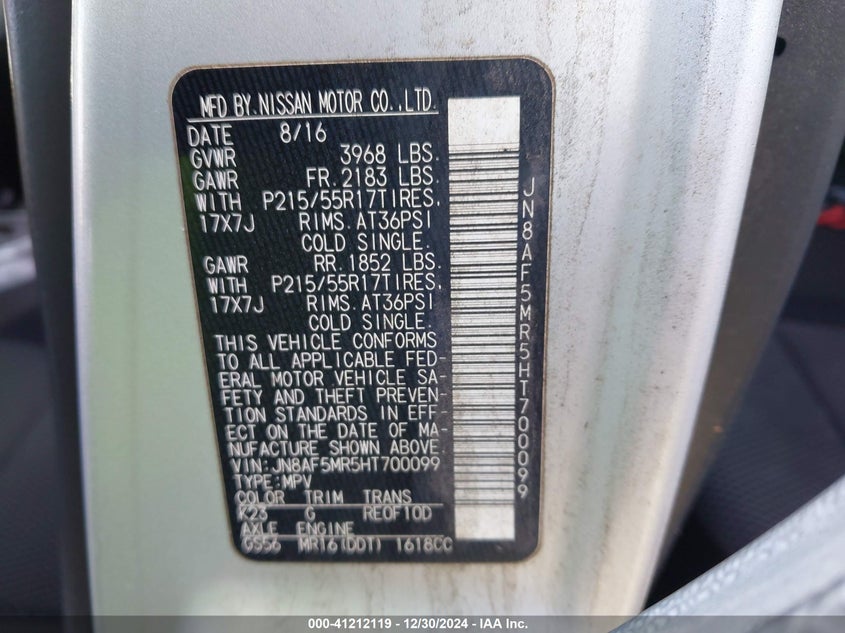 MFD BY NISSAN MOTOR CO.,LTD.
DATE 8/16
GVWR 3968 LBS.
GAWR FR. 2183 LBS.
WITH P215/55R17TIRES.
17X7J RIMS. AT36PSI
COLD SINGLE.
GAWR RR. 1852 LBS.
WITH P215/55R17TIRES.
17X7J RIMS. AT36PSI
COLD SINGLE.
THIS VEHICLE CONFORMS
TO ALL APPLICABLE FED-
ERAL MOTOR VEHICLE SA-
FETY AND THEFT PREVEN-
TION STANDARDS IN EFF-
ECT ON THE DATE OF MA-
NUFACTURE SHOWN ABOVE.
VIN:JN8AF5MR5HT700099
TYPE:MPV
COLOR TRIM TRANS
K23 G RE0F10D
AXLE ENGINE
GS56 MR16(DDT) 1618CC
JN8AF5MR5HT700099
000-41212119 - 12/30/2024 - IAA Inc.